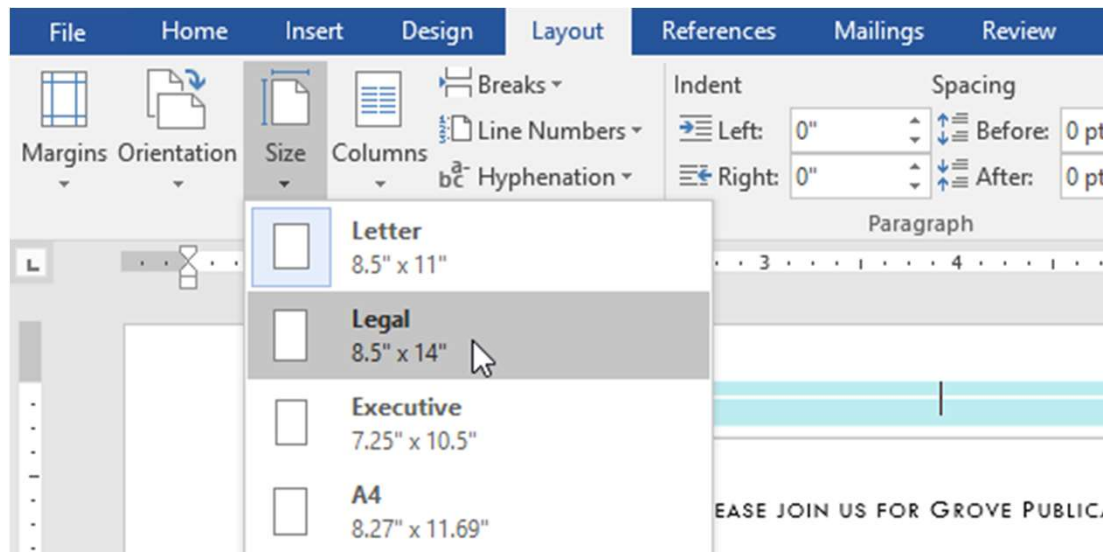 File Home Insert Design Layout References Mailings Review
Breaks Indent Spacing
Line Numbers Left: 0" Before: 0 pt
Margins Orientation Size Columns
Hyphenation Right: 0" After: 0 pt
Paragraph
Letter
8.5" x 11"
L 3 4
Legal
8.5" x 14"
Executive
7.25" x 10.5"
A4
8.27" x 11.69"
EASE JOIN US FOR GROVE PUBLICA